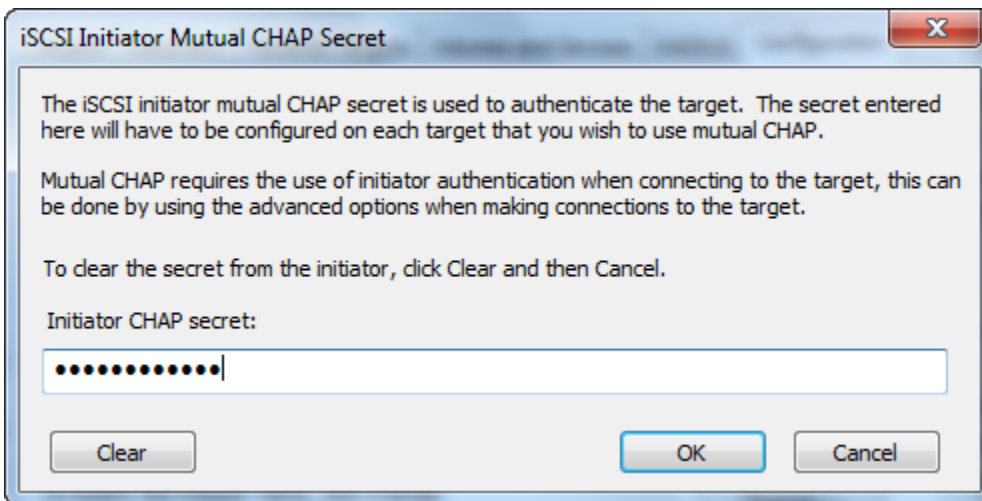 iSCSI Initiator Mutual CHAP Secret
The iSCSI initiator mutual CHAP secret is used to authenticate the target. The secret entered
here will have to be configured on each target that you wish to use mutual CHAP.
Mutual CHAP requires the use of initiator authentication when connecting to the target, this can
be done by using the advanced options when making connections to the target.
To clear the secret from the initiator, click Clear and then Cancel.
Initiator CHAP secret:
••••••••••••
Clear OK Cancel